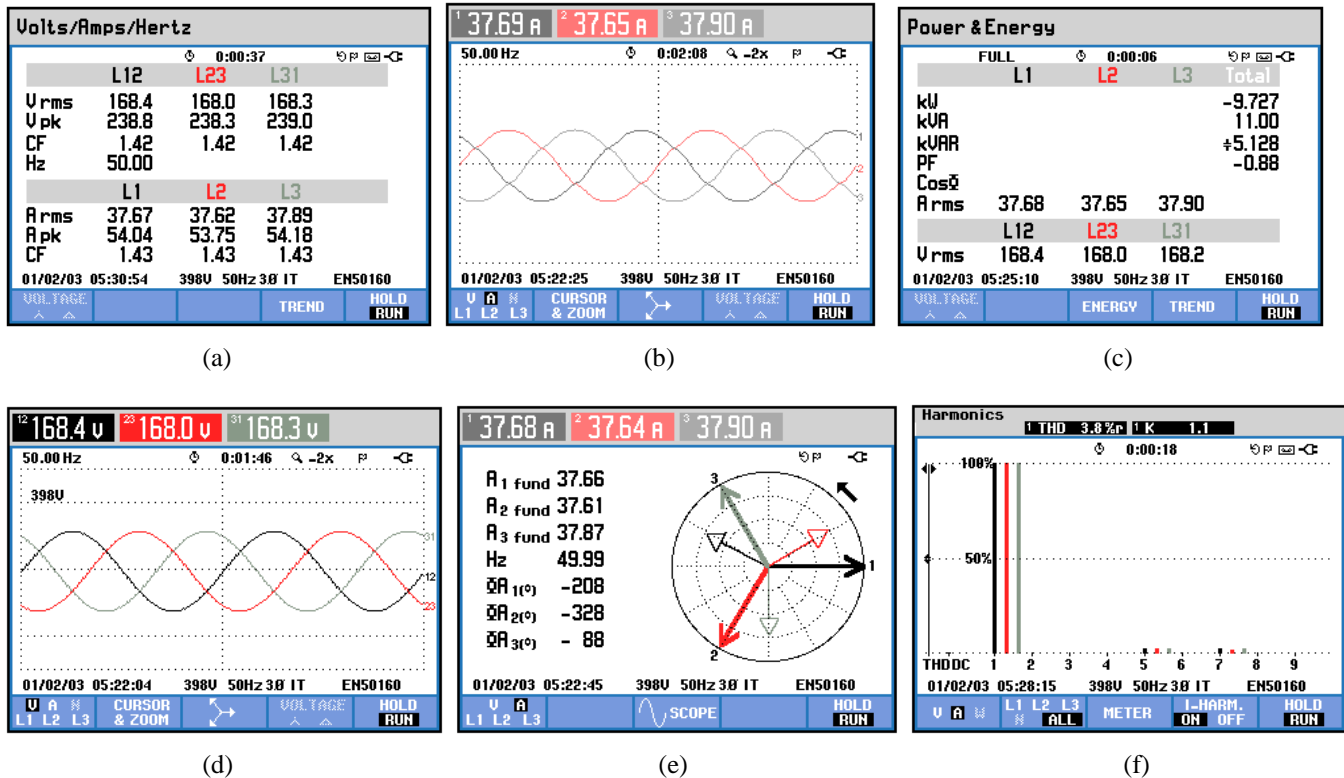 Volts/Amps/Hertz
0:00:37
L12 L23 L31
V rms 168.4 168.0 168.3
V pk 238.8 238.3 239.0
CF 1.42 1.42 1.42
Hz 50.00
L1 L2 L3
A rms 37.67 37.62 37.89
A pk 54.04 53.75 54.18
CF 1.43 1.43 1.43
01/02/03 05:30:54 398V 50Hz 3Ø IT EN50160
VOLTAGE TREND HOLD
RUN
(a)
1 37.69 A 2 37.65 A 3 37.90 A
50.00 Hz 0:02:08 -2x
1
2
3
01/02/03 05:22:25 398V 50Hz 3Ø IT EN50160
V A N CURSOR VOLTAGE HOLD
L1 L2 L3 & ZOOM RUN
(b)
Power & Energy
FULL 0:00:06
L1 L2 L3 Total
kW -9.727
kVA 11.00
kVAR ÷5.128
PF -0.88
CosΦ
A rms 37.68 37.65 37.90
L12 L23 L31
V rms 168.4 168.0 168.2
01/02/03 05:25:10 398V 50Hz 3Ø IT EN50160
VOLTAGE ENERGY TREND HOLD
RUN
(c)
12 168.4 V 23 168.0 V 31 168.3 V
50.00 Hz 0:01:46 -2x
398V
31
12
23
01/02/03 05:22:04 398V 50Hz 3Ø IT EN50160
V A N CURSOR VOLTAGE HOLD
L1 L2 L3 & ZOOM RUN
(d)
1 37.68 A 2 37.64 A 3 37.90 A
A1 fund 37.66
A2 fund 37.61
A3 fund 37.87
Hz 49.99
ΦA1(°) -208
ΦA2(°) -328
ΦA3(°) - 88
3
1
2
01/02/03 05:22:45 398V 50Hz 3Ø IT EN50160
V A SCOPE HOLD
L1 L2 L3 RUN
(e)
Harmonics
1 THD 3.8%r 1 K 1.1
0:00:18
100%
50%
THDDC 1 2 3 4 5 6 7 8 9
01/02/03 05:28:15 398V 50Hz 3Ø IT EN50160
V A W L1 L2 L3 METER I-HARM. HOLD
N ALL ON OFF RUN
(f)